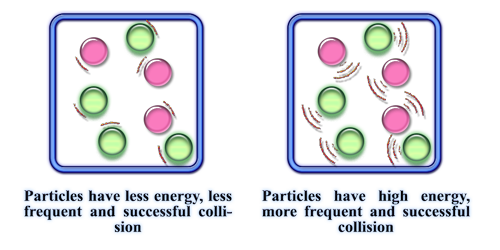 Particles have less energy, less
frequent and successful colli-
sion
Particles have high energy,
more frequent and successful
collision